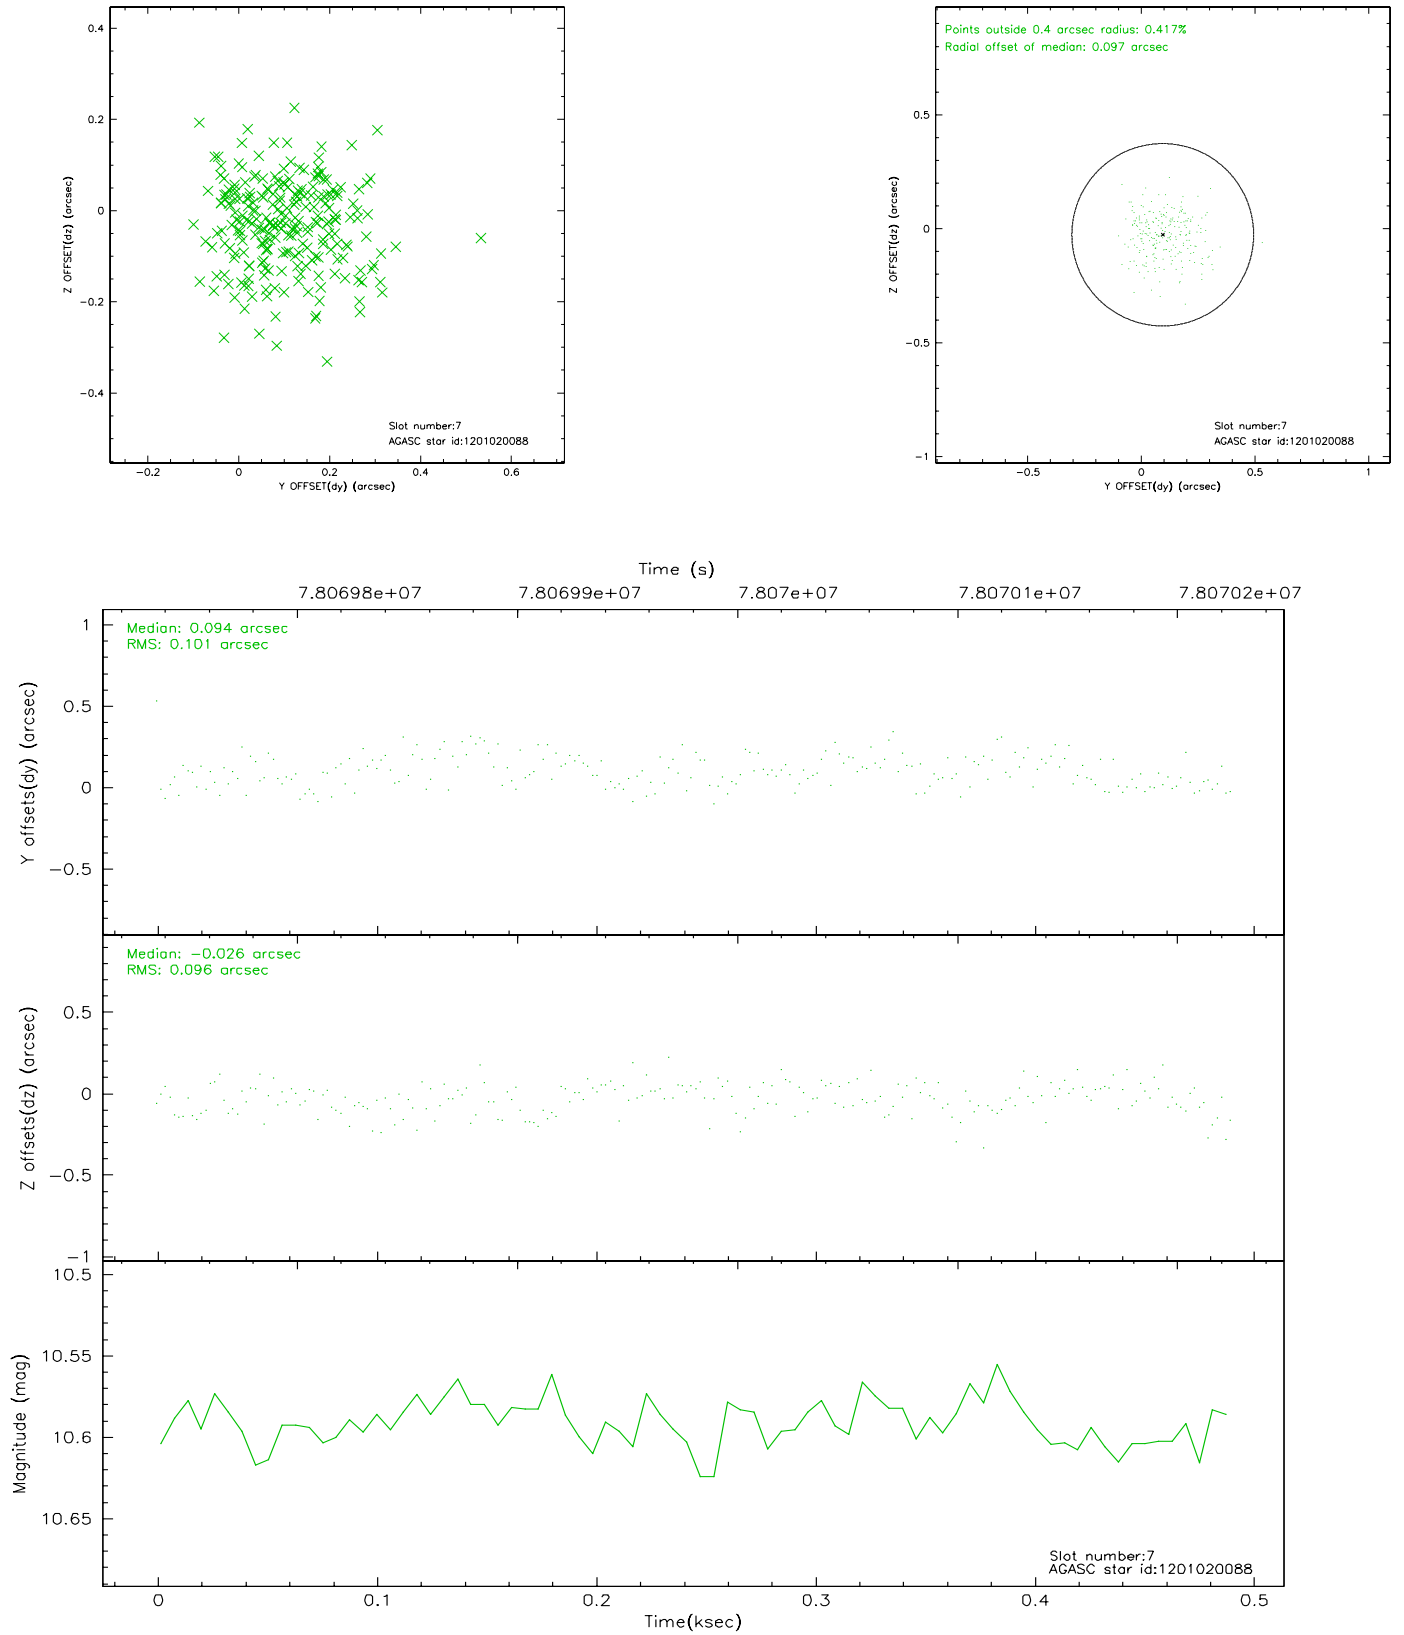 0.4
0.2
0
−0.2
−0.4
Z OFFSET(dz) (arcsec)
Slot number:7
AGASC star id:1201020088
−0.2 0 0.2 0.4 0.6
Y OFFSET(dy) (arcsec)
Points outside 0.4 arcsec radius: 0.417%
Radial offset of median: 0.097 arcsec
0.5
0
−0.5
−1
Z OFFSET(dz) (arcsec)
Slot number:7
AGASC star id:1201020088
−0.5 0 0.5 1
Y OFFSET(dy) (arcsec)
Time (s)
7.80698e+07 7.80699e+07 7.807e+07 7.80701e+07 7.80702e+07
Median: 0.094 arcsec
RMS: 0.101 arcsec
1
0.5
0
−0.5
Y offsets(dy) (arcsec)
Median: −0.026 arcsec
RMS: 0.096 arcsec
0.5
0
−0.5
−1
Z offsets(dz) (arcsec)
10.5
10.55
10.6
10.65
Magnitude (mag)
Slot number:7
AGASC star id:1201020088
0 0.1 0.2 0.3 0.4 0.5
Time(ksec)